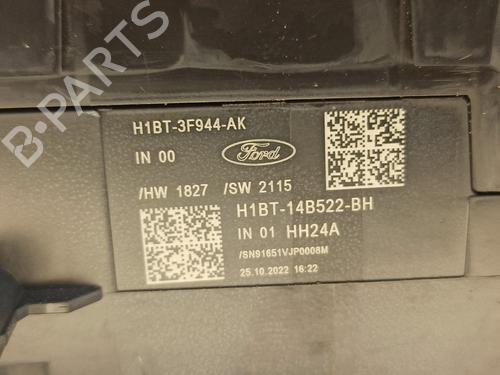 H1BT-3F944-AK
IN 00
Ford
/HW 1827 /SW 2115
H1BT-14B522-BH
IN 01 HH24A
/SN91651VJP0008M
25.10.2022 16:22
B-PARTS